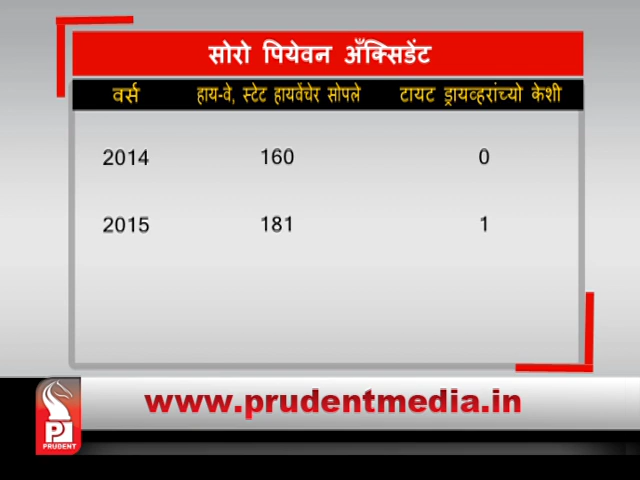 सोरो पियेवन अँक्सिडेंट
वर्स हाय-वे, स्टेट हायवेंचेर सोपले टायट ड्रायव्हरांच्यो केशी
2014 160 0
2015 181 1
www.prudentmedia.in
P
PRUDENT